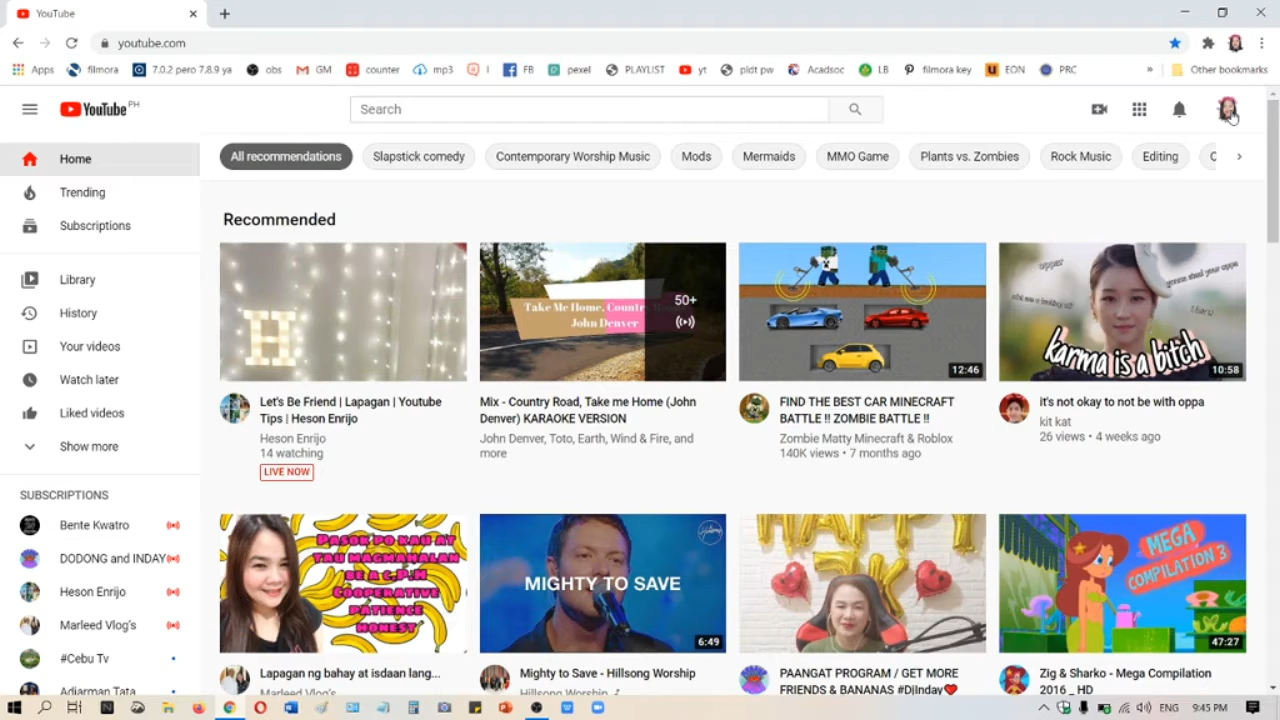 YouTube
youtube.com
Apps
filmora
7.0.2 pero 7.8.9 ya
obs
GM
counter
mp3
I
FB
pexel
PLAYLIST
yt
pldt pw
Acadsoc
LB
filmora key
EON
PRC
»
Other bookmarks
YouTube PH
Search
Home
Trending
Subscriptions
Library
History
Your videos
Watch later
Liked videos
Show more
SUBSCRIPTIONS
Bente Kwatro
DODONG and INDAY
Heson Enrijo
Marleed Vlog's
#Cebu Tv
Adjarman Tata
All recommendations
Slapstick comedy
Contemporary Worship Music
Mods
Mermaids
MMO Game
Plants vs. Zombies
Rock Music
Editing
Recommended
H
Let's Be Friend | Lapagan | Youtube
Tips | Heson Enrijo
Heson Enrijo
14 watching
LIVE NOW
Take Me Home, Country
John Denver
50+
Mix - Country Road, Take me Home (John
Denver) KARAOKE VERSION
John Denver, Toto, Earth, Wind & Fire, and
more
12:46
FIND THE BEST CAR MINECRAFT
BATTLE !! ZOMBIE BATTLE !!
Zombie Matty Minecraft & Roblox
140K views • 7 months ago
karma is a bitch
10:58
it's not okay to not be with oppa
kit kat
26 views • 4 weeks ago
PASOK PO KAU AT
TAU MAGMAHALAN
BE A C.P.H
COOPERATIVE
PATIENCE
HONEST
Lapagan ng bahay at isdaan lang...
Marleed Vlog's
MIGHTY TO SAVE
6:49
Mighty to Save - Hillsong Worship
Hillsong Worship
PAANGAT PROGRAM / GET MORE
FRIENDS & BANANAS #DjInday
MEGA
COMPILATION 3
47:27
Zig & Sharko - Mega Compilation
2016 _ HD
ENG
9:45 PM